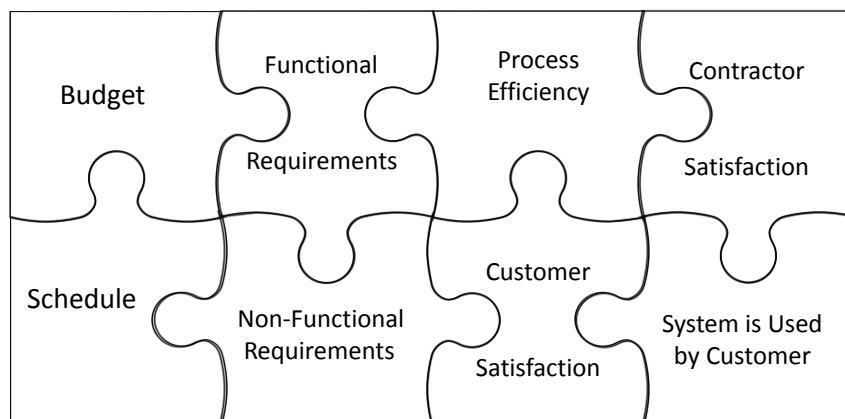 Budget
Functional
Requirements
Process
Efficiency
Contractor
Satisfaction
Schedule
Non-Functional
Requirements
Customer
Satisfaction
System is Used
by Customer